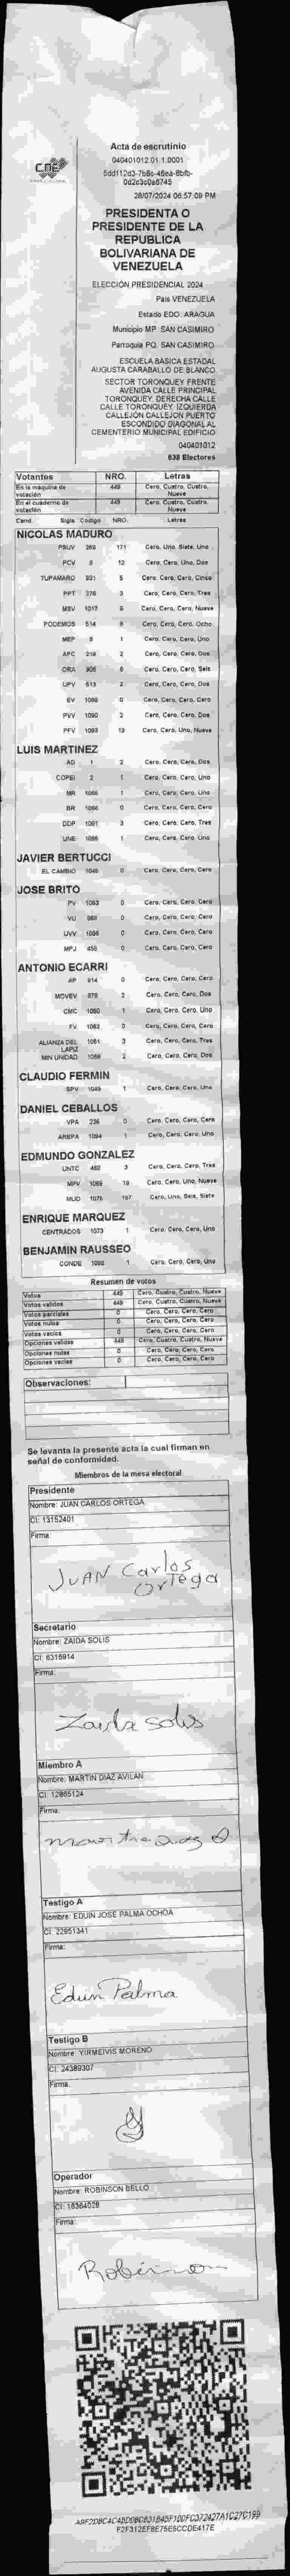 CNE
Acta de escrutinio
040401012.01.1.0001
28/07/2024 06:57:09 PM
PRESIDENTA O
PRESIDENTE DE LA
REPUBLICA
BOLIVARIANA DE
VENEZUELA
ELECCIÓN PRESIDENCIAL 2024
País VENEZUELA
Estado EDO. ARAGUA
Municipio MP. SAN CASIMIRO
Parroquia PQ. SAN CASIMIRO
ESCUELA BASICA ESTADAL
AUGUSTA CARABALLO DE BLANCO
SECTOR TORONQUEY FRENTE
AVENIDA CALLE PRINCIPAL
TORONQUEY. DERECHA CALLE
CALLE TORONQUEY. IZQUIERDA
CALLEJÓN CALLEJON PUERTO
ESCONDIDO DIAGONAL AL
CEMENTERIO MUNICIPAL EDIFICIO
040401012
638 Electores
Votantes NRO. Letras
En la máquina de votación 449 Cero, Cuatro, Cuatro, Nueve
En el cuaderno de votación 449 Cero, Cuatro, Cuatro, Nueve
Cand Sigla Codigo NRO. Letras
NICOLAS MADURO
PSUV 269 171 Cero, Uno, Siete, Uno
PCV 9 12 Cero, Cero, Uno, Dos
TUPAMARO 931 5 Cero, Cero, Cero, Cinco
PPT 376 3 Cero, Cero, Cero, Tres
MSV 1017 9 Cero, Cero, Cero, Nueve
PODEMOS 514 8 Cero, Cero, Cero, Ocho
MEP 8 1 Cero, Cero, Cero, Uno
APC 219 2 Cero, Cero, Cero, Dos
ORA 906 6 Cero, Cero, Cero, Seis
UPV 613 2 Cero, Cero, Cero, Dos
EV 1088 0 Cero, Cero, Cero, Cero
PVV 1090 2 Cero, Cero, Cero, Dos
PFV 1093 19 Cero, Cero, Uno, Nueve
LUIS MARTINEZ
AD 1 2 Cero, Cero, Cero, Dos
COPEI 2 1 Cero, Cero, Cero, Uno
MR 1066 1 Cero, Cero, Cero, Uno
BR 0 Cero, Cero, Cero, Cero
DDP 1091 3 Cero, Cero, Cero, Tres
UNE 1095 1 Cero, Cero, Cero, Uno
JAVIER BERTUCCI
EL CAMBIO 1049 0 Cero, Cero, Cero, Cero
JOSE BRITO
PV 1063 0 Cero, Cero, Cero, Cero
VU 989 0 Cero, Cero, Cero, Cero
UVV 1096 0 Cero, Cero, Cero, Cero
MPJ 456 0 Cero, Cero, Cero, Cero
ANTONIO ECARRI
AP 914 0 Cero, Cero, Cero, Cero
MOVEV 978 2 Cero, Cero, Cero, Dos
CMC 1050 1 Cero, Cero, Cero, Uno
FV 1062 0 Cero, Cero, Cero, Cero
ALIANZA DEL LAPIZ 1061 3 Cero, Cero, Cero, Tres
MIN UNIDAD 1068 2 Cero, Cero, Cero, Dos
CLAUDIO FERMIN
SPV 1048 1 Cero, Cero, Cero, Uno
DANIEL CEBALLOS
VPA 236 0 Cero, Cero, Cero, Cero
AREPA 1094 1 Cero, Cero, Cero, Uno
EDMUNDO GONZALEZ
UNTC 482 3 Cero, Cero, Cero, Tres
MPV 1069 19 Cero, Cero, Uno, Nueve
MUD 1075 167 Cero, Uno, Seis, Siete
ENRIQUE MARQUEZ
CENTRADOS 1073 1 Cero, Cero, Cero, Uno
BENJAMIN RAUSSEO
CONDE 1092 1 Cero, Cero, Cero, Uno
Resumen de votos
Votos 449 Cero, Cuatro, Cuatro, Nueve
Votos validos 449 Cero, Cuatro, Cuatro, Nueve
Votos parciales 0 Cero, Cero, Cero, Cero
Votos nulos 0 Cero, Cero, Cero, Cero
Votos vacios 0 Cero, Cero, Cero, Cero
Opciones validas 449 Cero, Cuatro, Cuatro, Nueve
Opciones nulas 0 Cero, Cero, Cero, Cero
Opciones vacias 0 Cero, Cero, Cero, Cero
Observaciones:
Se levanta la presente acta la cual firman en
señal de conformidad.
Miembros de la mesa electoral
Presidente
Nombre: JUAN CARLOS ORTEGA
CI: 13152401
Firma:
JUAN Carlos
Ortega
Secretario
Nombre: ZAIDA SOLIS
CI: 6315914
Firma:
Zaida solis
Miembro A
Nombre: MARTIN DIAZ AVILAN
CI: 12865124
Firma:
Testigo A
Nombre: EDUIN JOSE PALMA OCHOA
CI: 22951341
Firma:
Eduin Palma
Testigo B
Nombre: YIRMEIVIS MORENO
CI: 24389307
Firma:
Operador
Nombre: ROBINSON BELLO
CI: 16364028
Firma:
Robinson